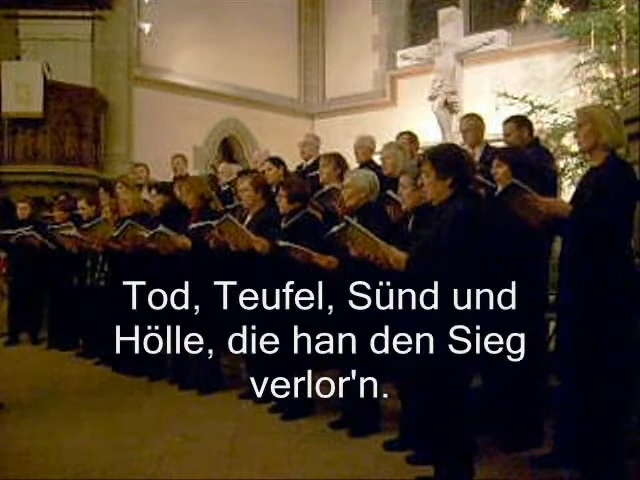 Tod, Teufel, Sünd und
Hölle, die han den Sieg
verlor'n.